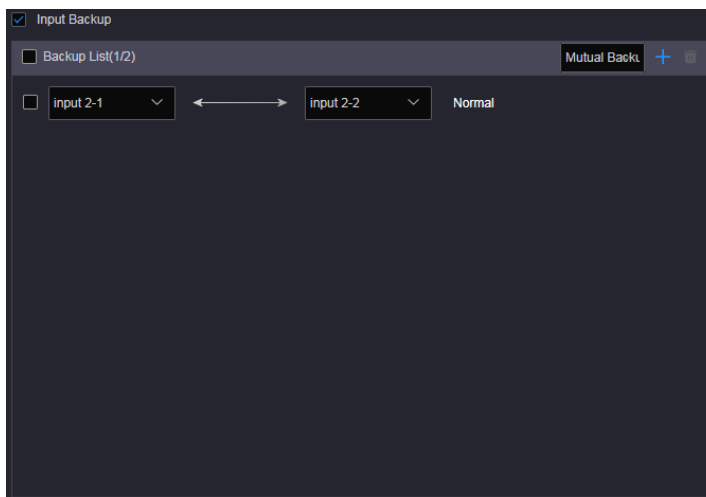 Input Backup
Backup List(1/2) Mutual Backu
input 2-1 input 2-2 Normal